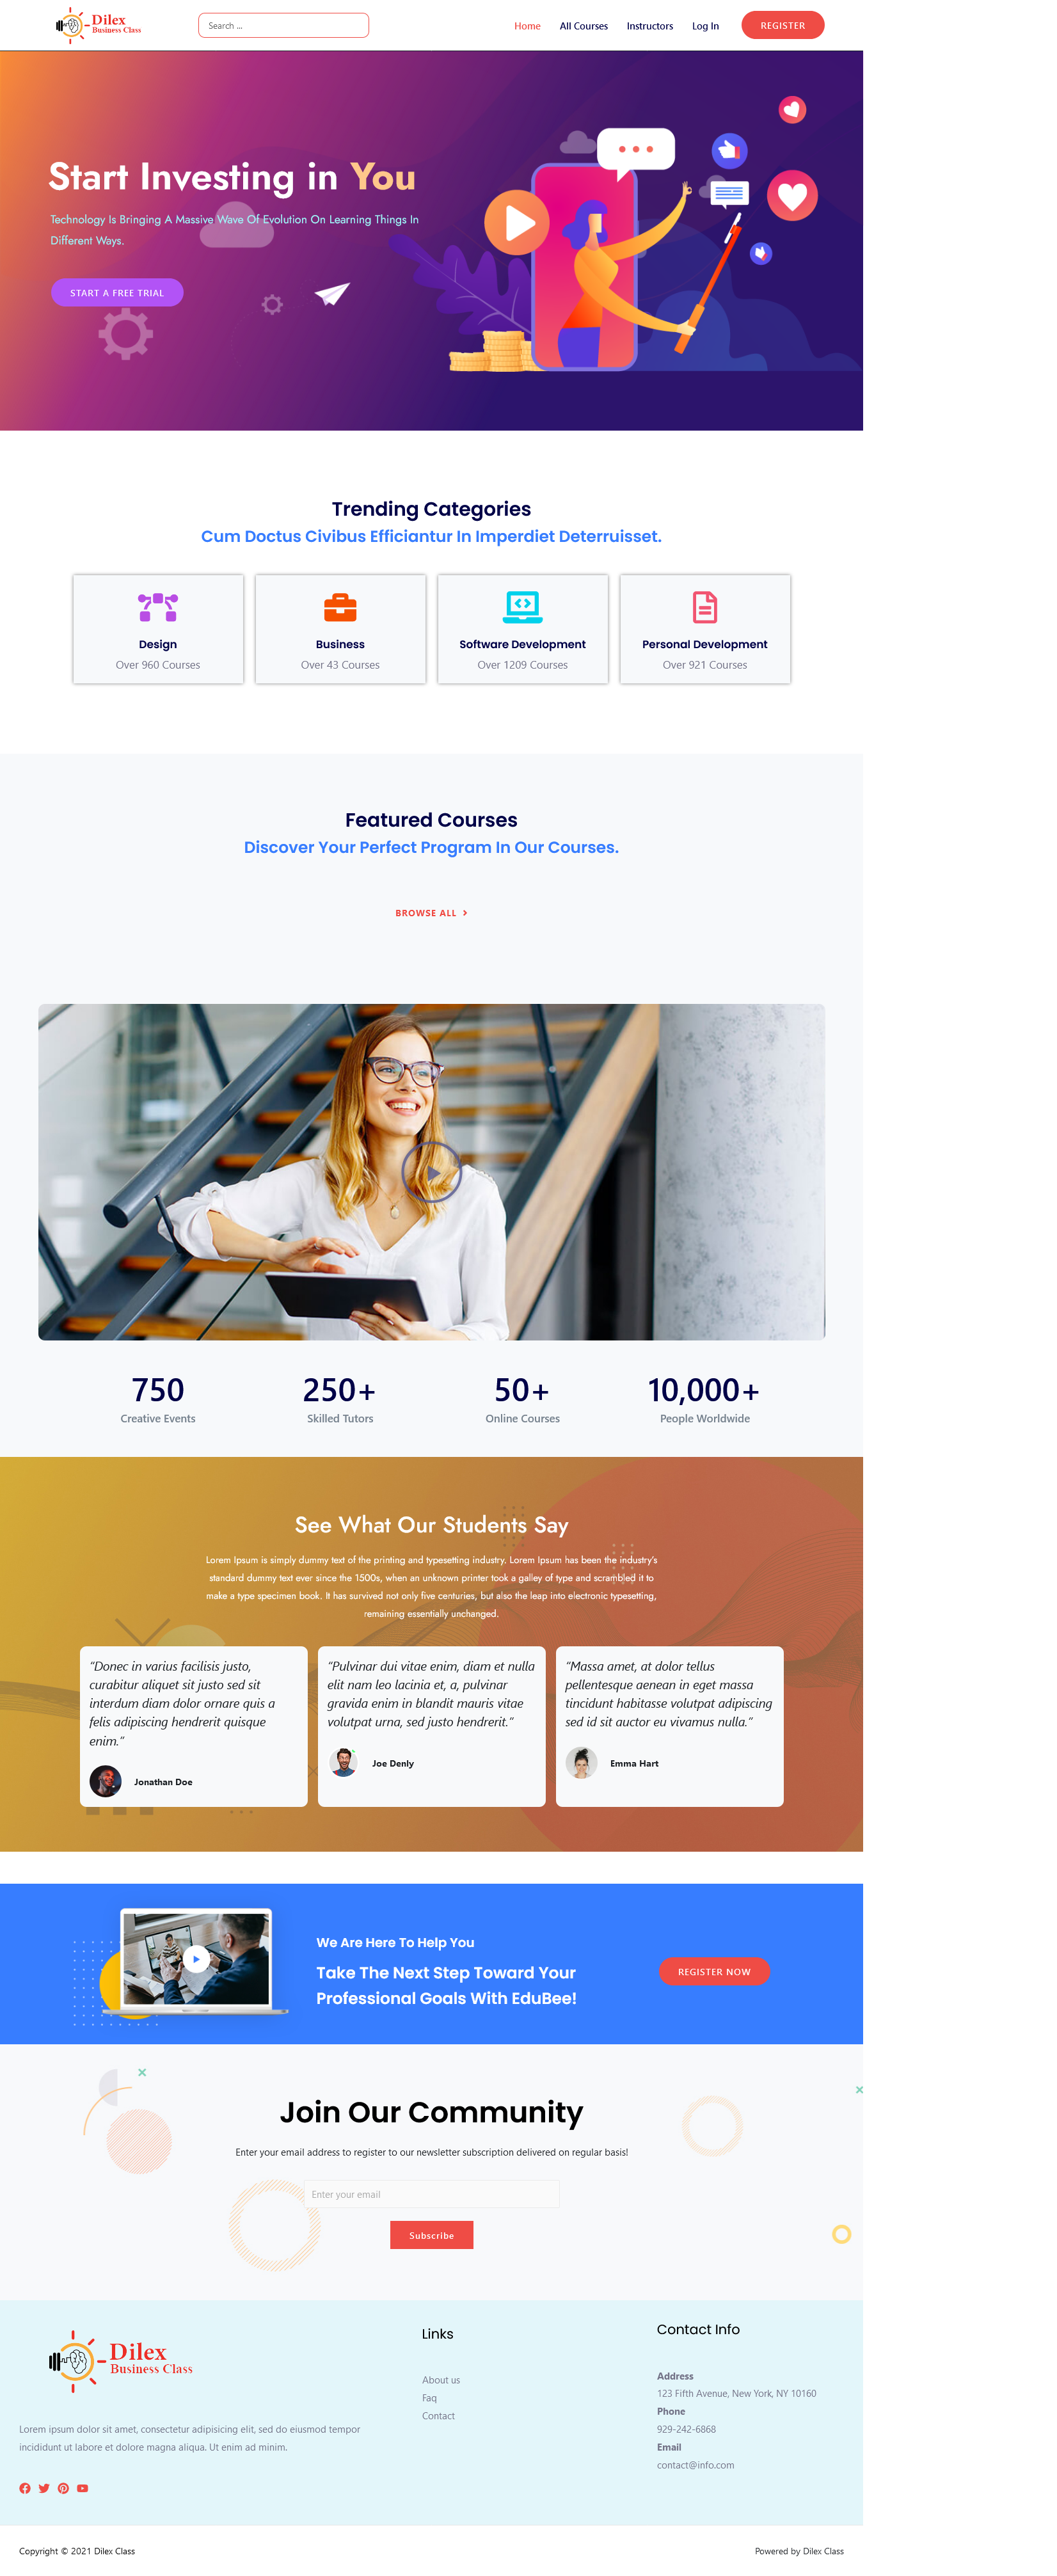 Dilex
Business Class
Search ...
Home
All Courses
Instructors
Log In
REGISTER
Start Investing in You
Technology Is Bringing A Massive Wave Of Evolution On Learning Things In
Different Ways.
START A FREE TRIAL
Trending Categories
Cum Doctus Civibus Efficiantur In Imperdiet Deterruisset.
Design
Over 960 Courses
Business
Over 43 Courses
Software Development
Over 1209 Courses
Personal Development
Over 921 Courses
Featured Courses
Discover Your Perfect Program In Our Courses.
BROWSE ALL
750
Creative Events
250+
Skilled Tutors
50+
Online Courses
10,000+
People Worldwide
See What Our Students Say
Lorem Ipsum is simply dummy text of the printing and typesetting industry. Lorem Ipsum has been the industry's
standard dummy text ever since the 1500s, when an unknown printer took a galley of type and scrambled it to
make a type specimen book. It has survived not only five centuries, but also the leap into electronic typesetting,
remaining essentially unchanged.
“Donec in varius facilisis justo,
curabitur aliquet sit justo sed sit
interdum diam dolor ornare quis a
felis adipiscing hendrerit quisque
enim.”
Jonathan Doe
“Pulvinar dui vitae enim, diam et nulla
elit nam leo lacinia et, a, pulvinar
gravida enim in blandit mauris vitae
volutpat urna, sed justo hendrerit.”
Joe Denly
“Massa amet, at dolor tellus
pellentesque aenean in eget massa
tincidunt habitasse volutpat adipiscing
sed id sit auctor eu vivamus nulla.”
Emma Hart
We Are Here To Help You
Take The Next Step Toward Your
Professional Goals With EduBee!
REGISTER NOW
Join Our Community
Enter your email address to register to our newsletter subscription delivered on regular basis!
Enter your email
Subscribe
Dilex
Business Class
Lorem ipsum dolor sit amet, consectetur adipisicing elit, sed do eiusmod tempor
incididunt ut labore et dolore magna aliqua. Ut enim ad minim.
Links
About us
Faq
Contact
Contact Info
Address
123 Fifth Avenue, New York, NY 10160
Phone
929-242-6868
Email
contact@info.com
Copyright © 2021 Dilex Class
Powered by Dilex Class